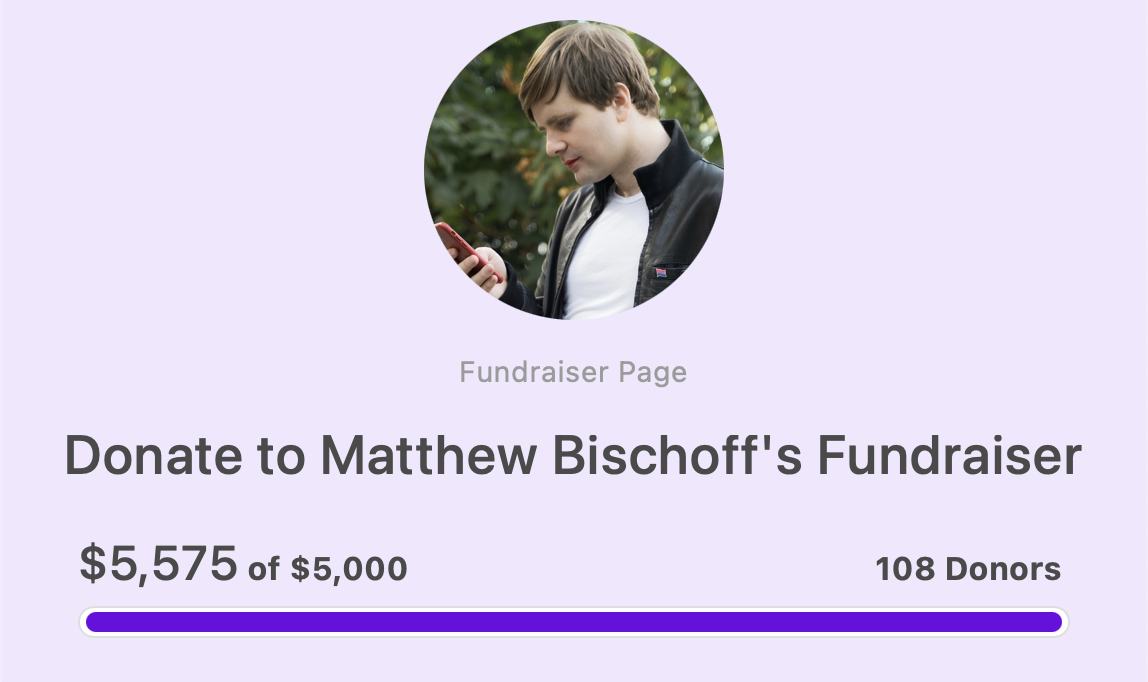 Fundraiser Page
Donate to Matthew Bischoff's Fundraiser
$5,575 of $5,000 108 Donors